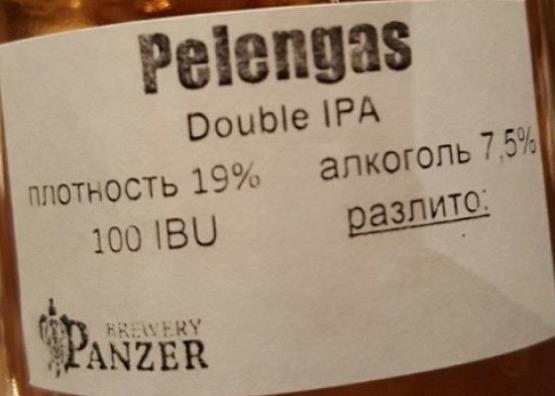 Pelengas
Double IPA
плотность 19% алкоголь 7,5%
100 IBU разлито:
BREWERY
PANZER